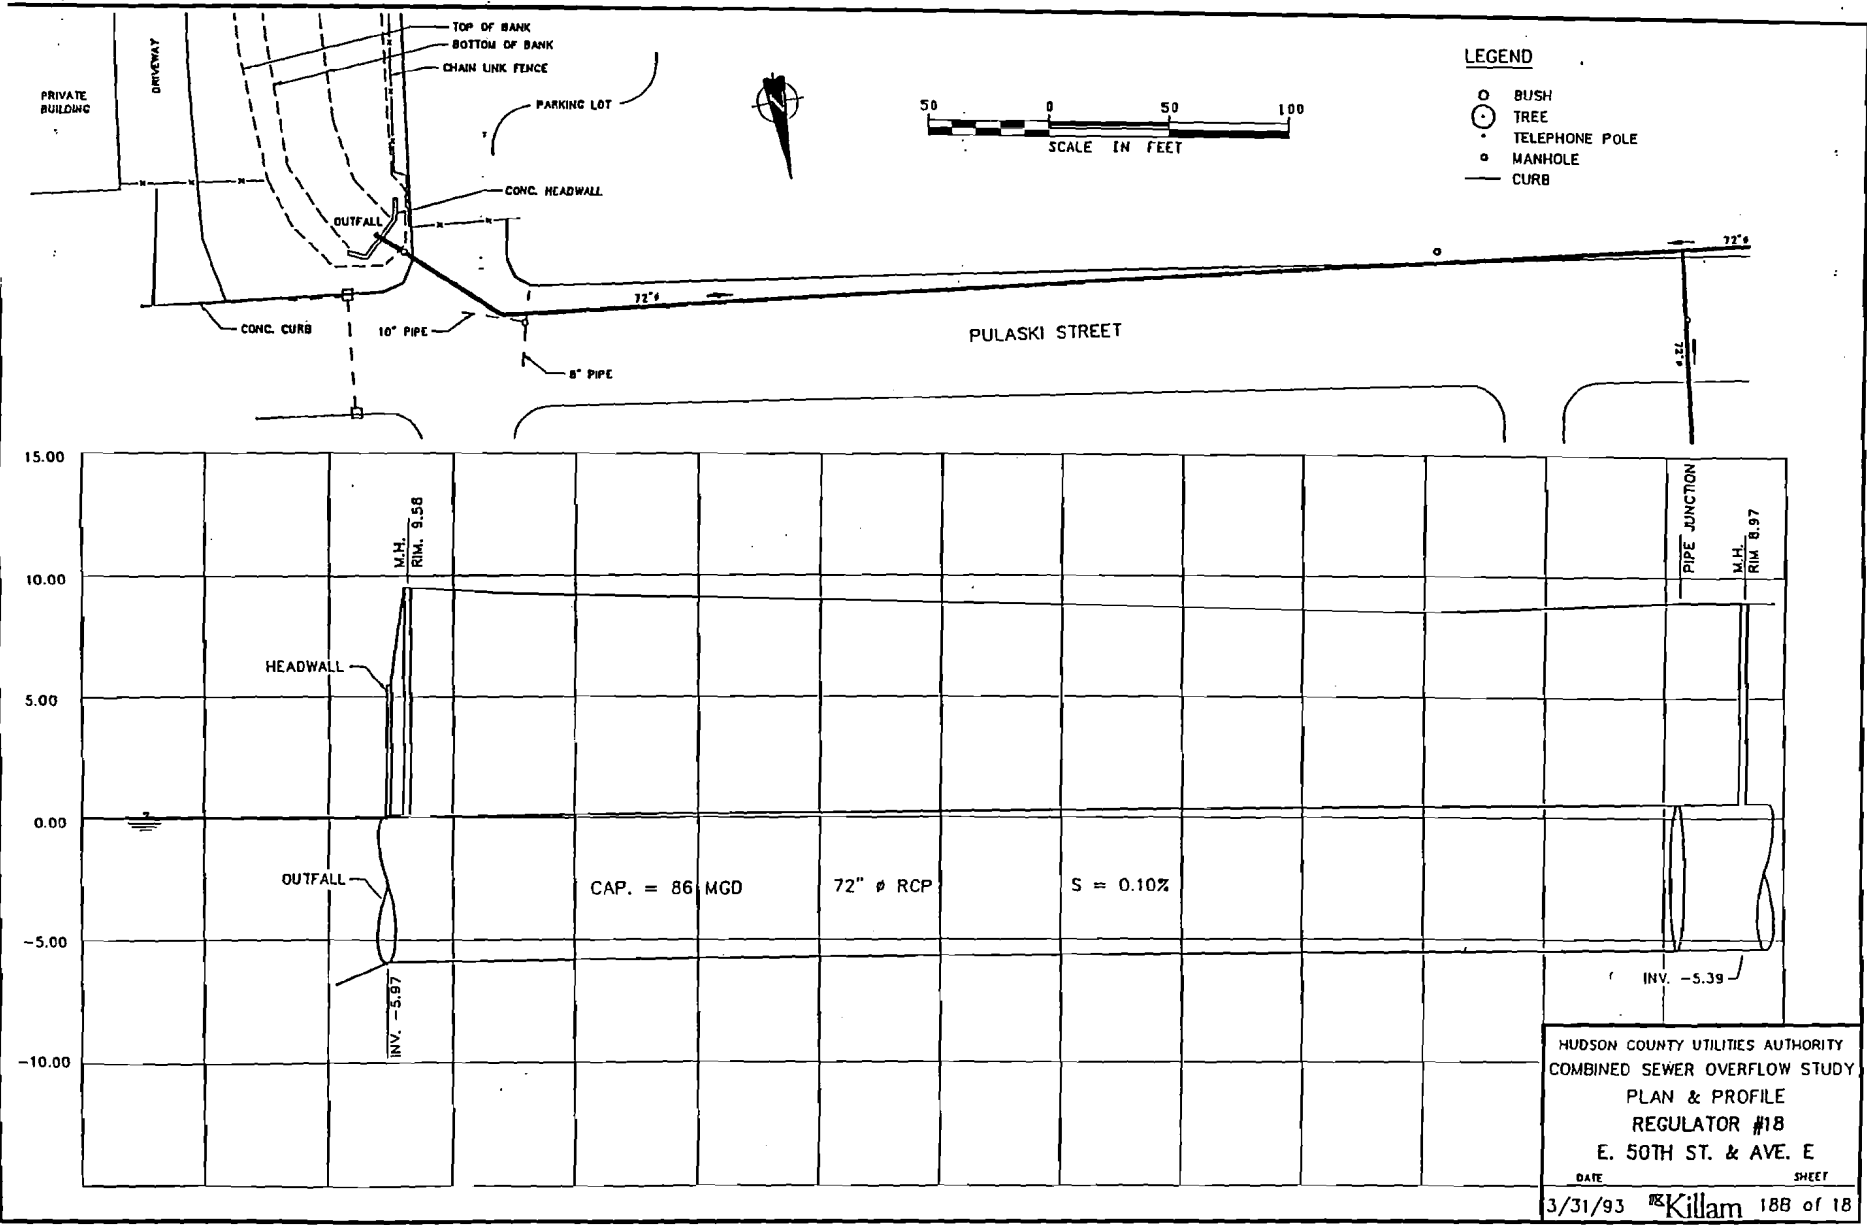 TOP OF BANK
BOTTOM OF BANK
CHAIN LINK FENCE
DRIVEWAY
PRIVATE
BUILDING
PARKING LOT
50 0 50 100
SCALE IN FEET
LEGEND
BUSH
TREE
TELEPHONE POLE
MANHOLE
CURB
CONC. HEADWALL
OUTFALL
72"ø
72"ø
72"ø
CONC. CURB
10" PIPE
8" PIPE
PULASKI STREET
15.00
10.00
5.00
0.00
-5.00
-10.00
M.H.
RIM. 9.58
PIPE JUNCTION
M.H.
RIM 8.97
HEADWALL
OUTFALL
CAP. = 86 MGD
72" ø RCP
S = 0.10%
INV. -5.97
INV. -5.39
HUDSON COUNTY UTILITIES AUTHORITY
COMBINED SEWER OVERFLOW STUDY
PLAN & PROFILE
REGULATOR #18
E. 50TH ST. & AVE. E
DATE SHEET
3/31/93 Killam 18B of 18